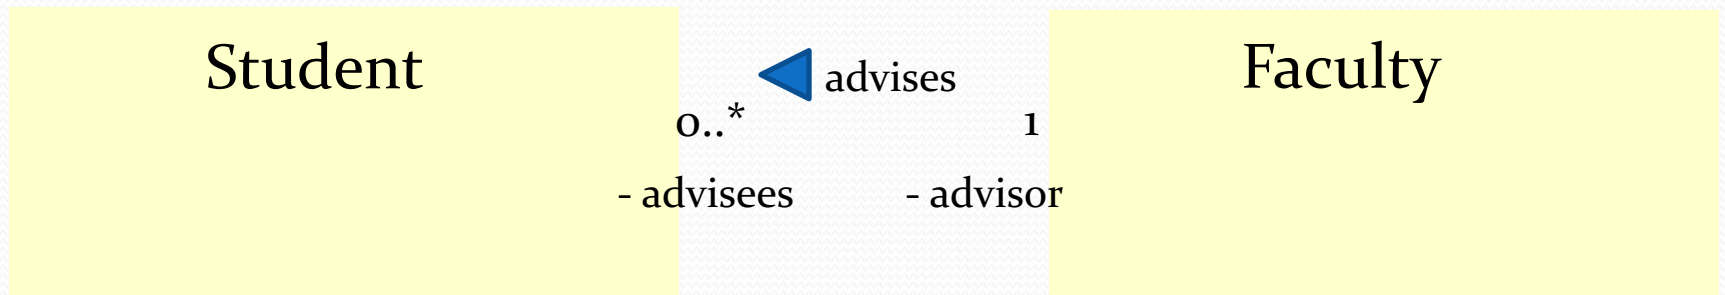 Student
Faculty
advises
0..*
1
- advisees
- advisor